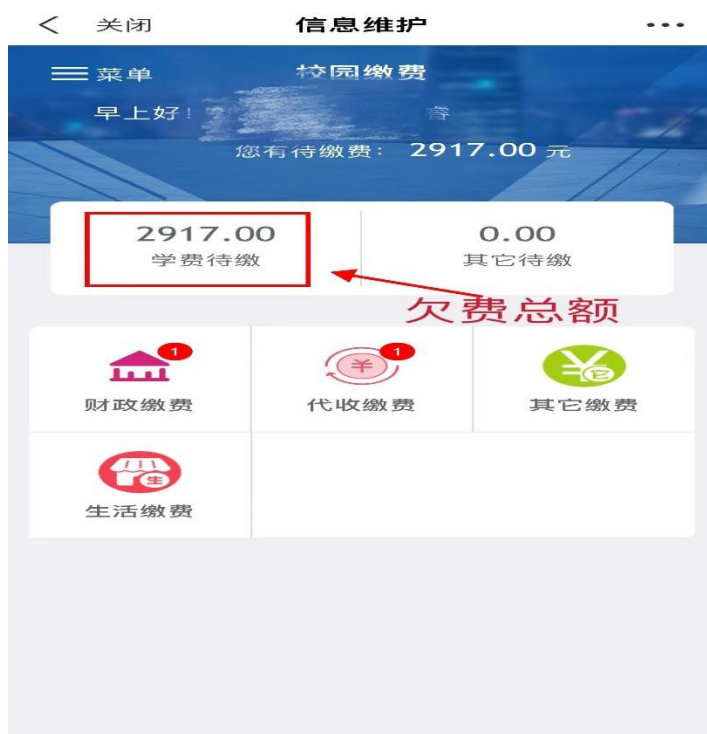 关闭 信息维护
菜单 校园缴费
早上好!
您有待缴费: 2917.00 元
2917.00 0.00
学费待缴 其它待缴
欠费总额
1 1
财政缴费 代收缴费 其它缴费
生
生活缴费